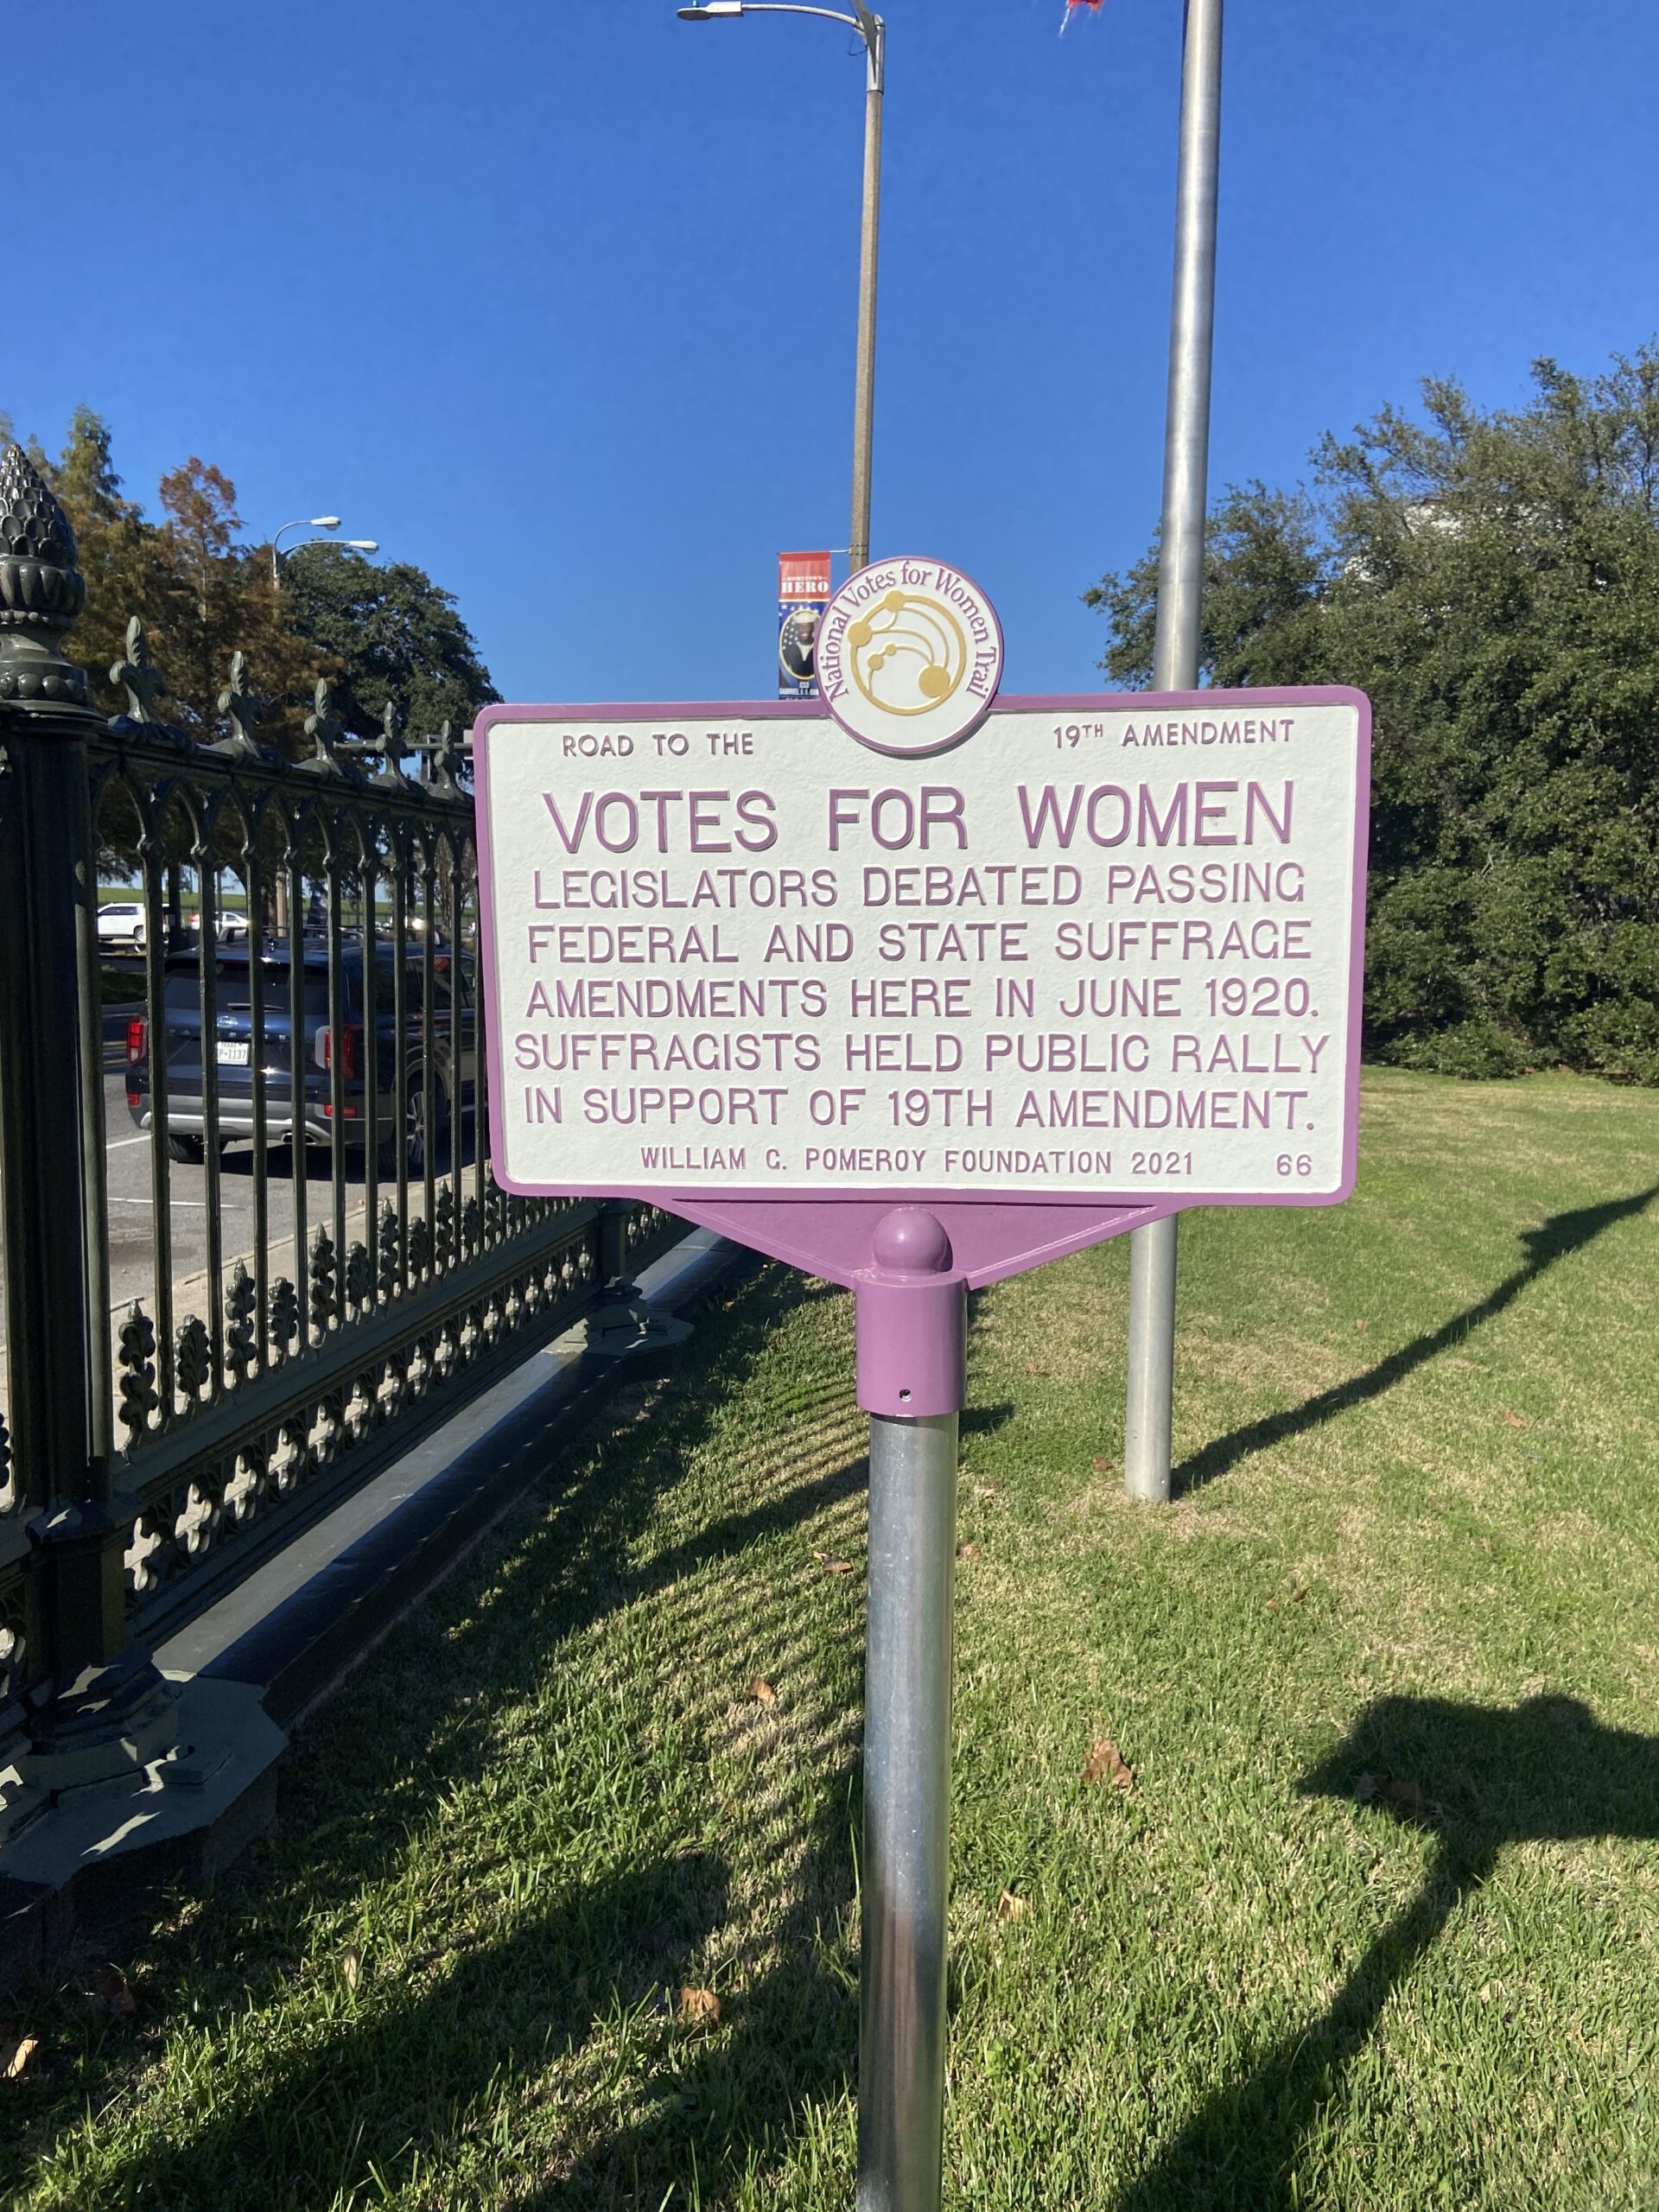 HOMETOWN
HERO
CS3
National Votes for Women Trail
ROAD TO THE 19TH AMENDMENT
VOTES FOR WOMEN
LEGISLATORS DEBATED PASSING
FEDERAL AND STATE SUFFRAGE
AMENDMENTS HERE IN JUNE 1920.
SUFFRAGISTS HELD PUBLIC RALLY
IN SUPPORT OF 19TH AMENDMENT.
WILLIAM G. POMEROY FOUNDATION 2021 66